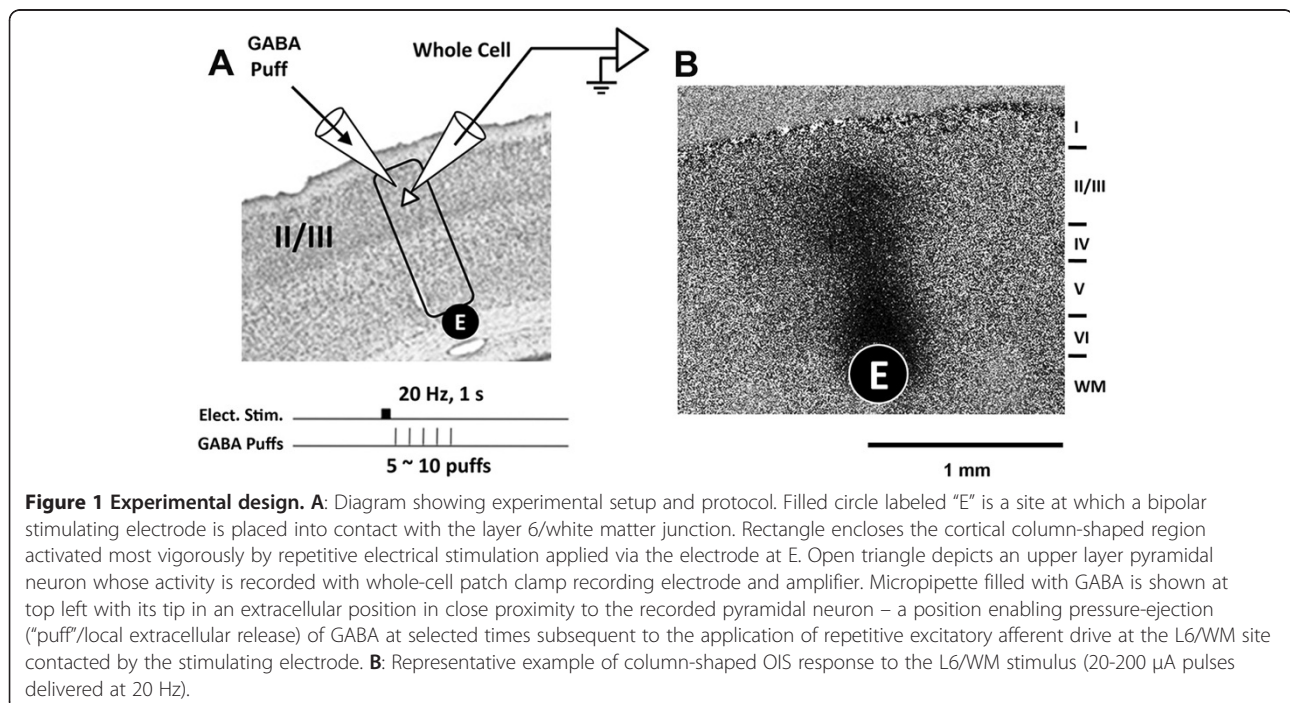 A
GABA
Puff
Whole Cell
II/III
E
20 Hz, 1 s
Elect. Stim.
GABA Puffs
5 ~ 10 puffs
B
I
II/III
IV
V
VI
WM
E
1 mm
Figure 1 Experimental design. A: Diagram showing experimental setup and protocol. Filled circle labeled “E” is a site at which a bipolar
stimulating electrode is placed into contact with the layer 6/white matter junction. Rectangle encloses the cortical column-shaped region
activated most vigorously by repetitive electrical stimulation applied via the electrode at E. Open triangle depicts an upper layer pyramidal
neuron whose activity is recorded with whole-cell patch clamp recording electrode and amplifier. Micropipette filled with GABA is shown at
top left with its tip in an extracellular position in close proximity to the recorded pyramidal neuron – a position enabling pressure-ejection
(“puff”/local extracellular release) of GABA at selected times subsequent to the application of repetitive excitatory afferent drive at the L6/WM site
contacted by the stimulating electrode. B: Representative example of column-shaped OIS response to the L6/WM stimulus (20-200 μA pulses
delivered at 20 Hz).